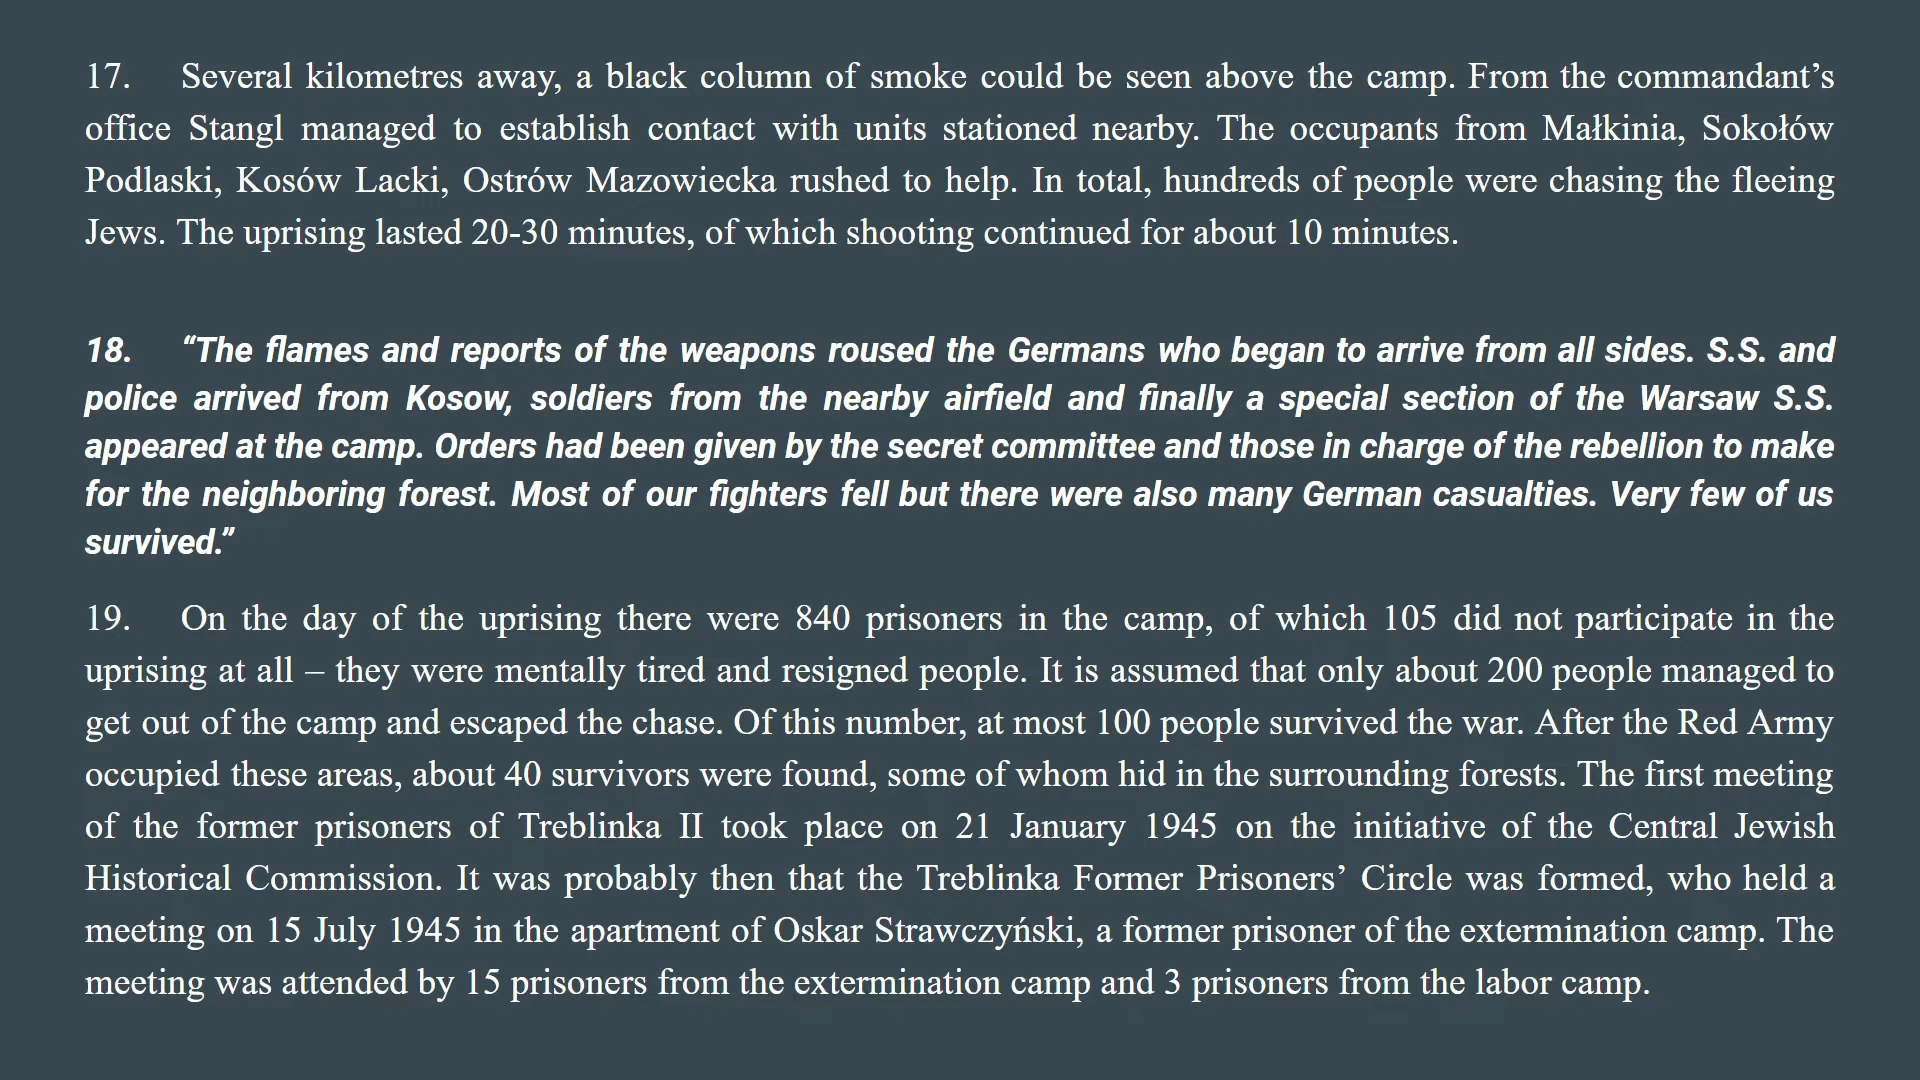 17. Several kilometres away, a black column of smoke could be seen above the camp. From the commandant’s
office Stangl managed to establish contact with units stationed nearby. The occupants from Małkinia, Sokołów
Podlaski, Kosów Lacki, Ostrów Mazowiecka rushed to help. In total, hundreds of people were chasing the fleeing
Jews. The uprising lasted 20-30 minutes, of which shooting continued for about 10 minutes.
18. “The flames and reports of the weapons roused the Germans who began to arrive from all sides. S.S. and
police arrived from Kosow, soldiers from the nearby airfield and finally a special section of the Warsaw S.S.
appeared at the camp. Orders had been given by the secret committee and those in charge of the rebellion to make
for the neighboring forest. Most of our fighters fell but there were also many German casualties. Very few of us
survived.”
19. On the day of the uprising there were 840 prisoners in the camp, of which 105 did not participate in the
uprising at all – they were mentally tired and resigned people. It is assumed that only about 200 people managed to
get out of the camp and escaped the chase. Of this number, at most 100 people survived the war. After the Red Army
occupied these areas, about 40 survivors were found, some of whom hid in the surrounding forests. The first meeting
of the former prisoners of Treblinka II took place on 21 January 1945 on the initiative of the Central Jewish
Historical Commission. It was probably then that the Treblinka Former Prisoners’ Circle was formed, who held a
meeting on 15 July 1945 in the apartment of Oskar Strawczyński, a former prisoner of the extermination camp. The
meeting was attended by 15 prisoners from the extermination camp and 3 prisoners from the labor camp.